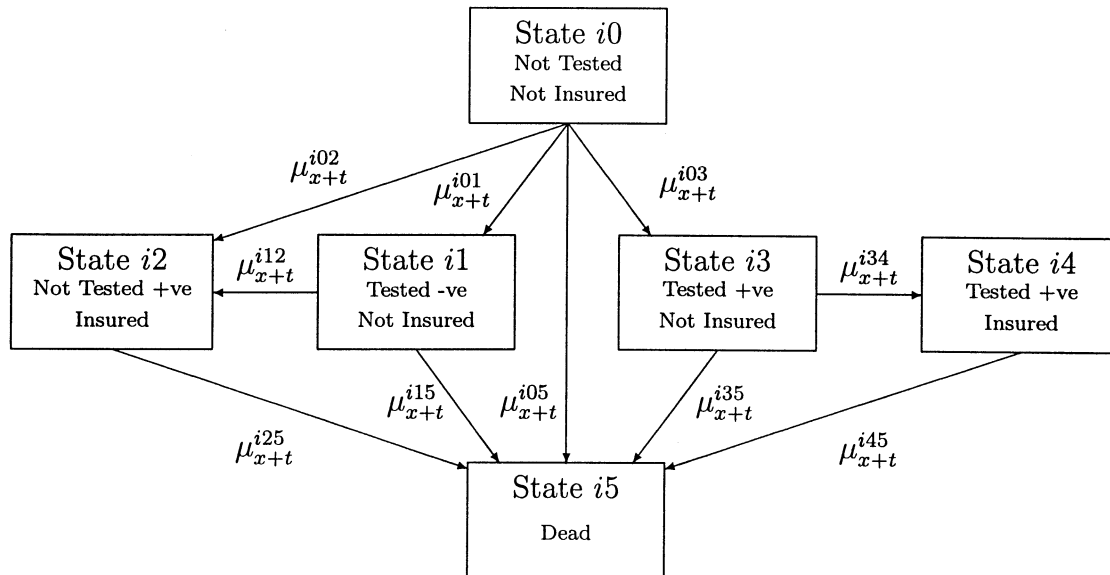 State i0
Not Tested
Not Insured
μ^{i02}_{x+t}
μ^{i01}_{x+t}
μ^{i03}_{x+t}
State i2
Not Tested +ve
Insured
μ^{i12}_{x+t}
State i1
Tested -ve
Not Insured
State i3
Tested +ve
Not Insured
μ^{i34}_{x+t}
State i4
Tested +ve
Insured
μ^{i25}_{x+t}
μ^{i15}_{x+t}
μ^{i05}_{x+t}
μ^{i35}_{x+t}
μ^{i45}_{x+t}
State i5
Dead